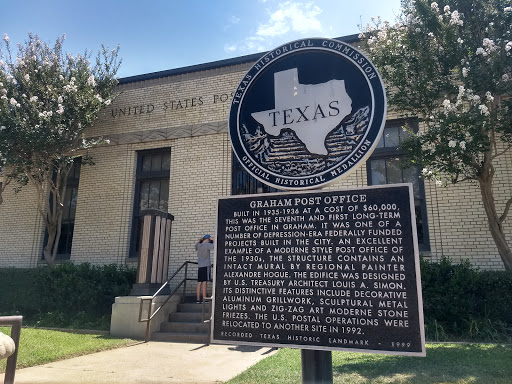 UNITED STATES POS
TEXAS HISTORICAL COMMISSION
TEXAS
OFFICIAL HISTORICAL MEDALLION
GRAHAM POST OFFICE
BUILT IN 1935-1936 AT A COST OF $60,000,
THIS WAS THE SEVENTH AND FIRST LONG-TERM
POST OFFICE IN GRAHAM. IT WAS ONE OF A
NUMBER OF DEPRESSION-ERA FEDERALLY FUNDED
PROJECTS BUILT IN THE CITY. AN EXCELLENT
EXAMPLE OF A MODERNE STYLE POST OFFICE OF
THE 1930s, THE STRUCTURE CONTAINS AN
INTACT MURAL BY REGIONAL PAINTER
ALEXANDRE HOGUE. THE EDIFICE WAS DESIGNED
BY U.S. TREASURY ARCHITECT LOUIS A. SIMON.
ITS DISTINCTIVE FEATURES INCLUDE DECORATIVE
ALUMINUM GRILLWORK, SCULPTURAL METAL
LIGHTS AND ZIG-ZAG ART MODERNE STONE
FRIEZES. THE U.S. POSTAL OPERATIONS WERE
RELOCATED TO ANOTHER SITE IN 1992.
RECORDED TEXAS HISTORIC LANDMARK - 1999